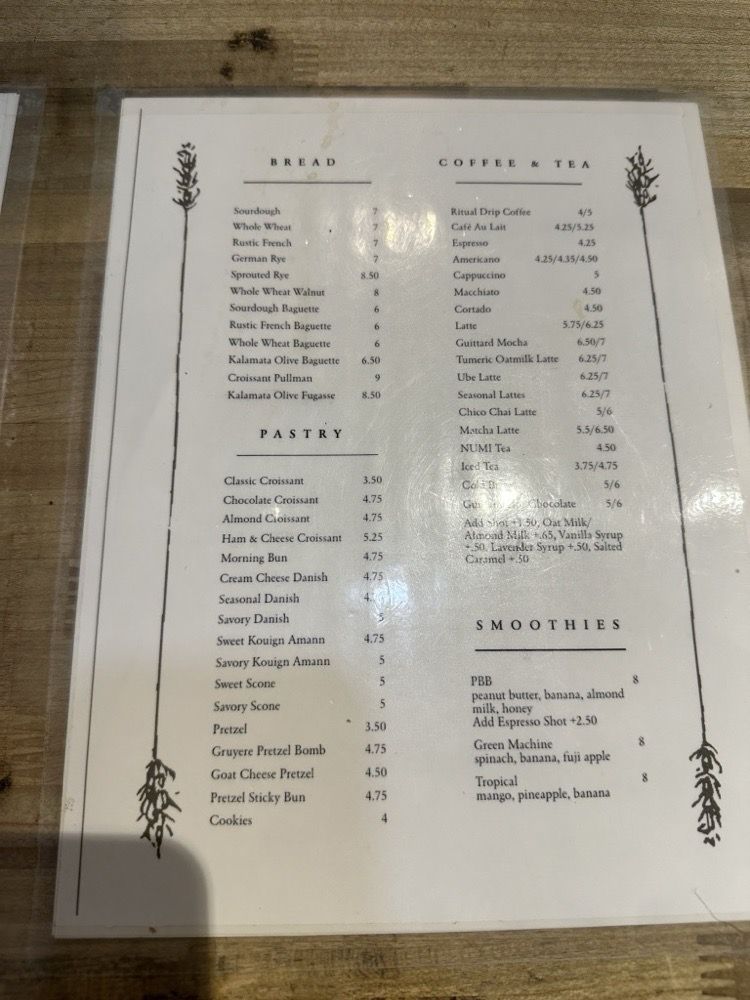 BREAD
Sourdough 7
Whole Wheat 7
Rustic French 7
German Rye 7
Sprouted Rye 8.50
Whole Wheat Walnut 8
Sourdough Baguette 6
Rustic French Baguette 6
Whole Wheat Baguette 6
Kalamata Olive Baguette 6.50
Croissant Pullman 9
Kalamata Olive Fugasse 8.50
PASTRY
Classic Croissant 3.50
Chocolate Croissant 4.75
Almond Croissant 4.75
Ham & Cheese Croissant 5.25
Morning Bun 4.75
Cream Cheese Danish 4.75
Seasonal Danish
Savory Danish 5
Sweet Kouign Amann 4.75
Savory Kouign Amann 5
Sweet Scone 5
Savory Scone 5
Pretzel 3.50
Gruyere Pretzel Bomb 4.75
Goat Cheese Pretzel 4.50
Pretzel Sticky Bun 4.75
Cookies 4
COFFEE & TEA
Ritual Drip Coffee 4/5
Café Au Lait 4.25/5.25
Espresso 4.25
Americano 4.25/4.35/4.50
Cappuccino 5
Macchiato 4.50
Cortado 4.50
Latte 5.75/6.25
Guittard Mocha 6.50/7
Tumeric Oatmilk Latte 6.25/7
Ube Latte 6.25/7
Seasonal Lattes 6.25/7
Chico Chai Latte 5/6
Matcha Latte 5.5/6.50
NUMI Tea 4.50
Iced Tea 3.75/4.75
Cold 5/6
Chocolate 5/6
Add Shot +1.50, Oat Milk/
Almond Milk +.65, Vanilla Syrup
+.50, Lavender Syrup +.50, Salted
Caramel +.50
SMOOTHIES
PBB 8
peanut butter, banana, almond
milk, honey
Add Espresso Shot +2.50
Green Machine 8
spinach, banana, fuji apple
Tropical 8
mango, pineapple, banana